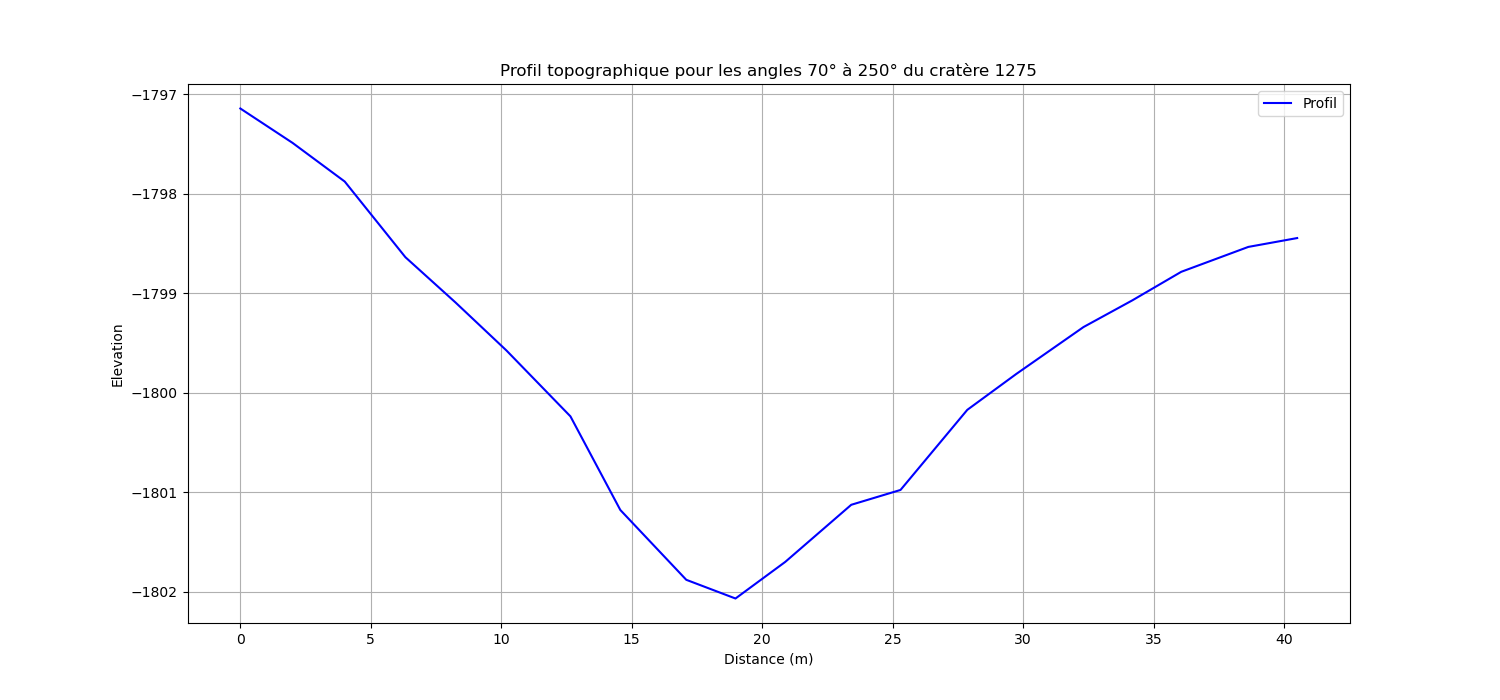 Profil topographique pour les angles 70° à 250° du cratère 1275
Profil
−1797
−1798
−1799
−1800
−1801
−1802
Elevation
0 5 10 15 20 25 30 35 40
Distance (m)